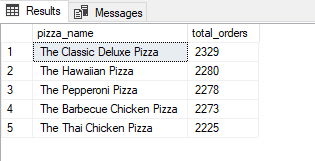 Results Messages
pizza_name total_orders
1 The Classic Deluxe Pizza 2329
2 The Hawaiian Pizza 2280
3 The Pepperoni Pizza 2278
4 The Barbecue Chicken Pizza 2273
5 The Thai Chicken Pizza 2225